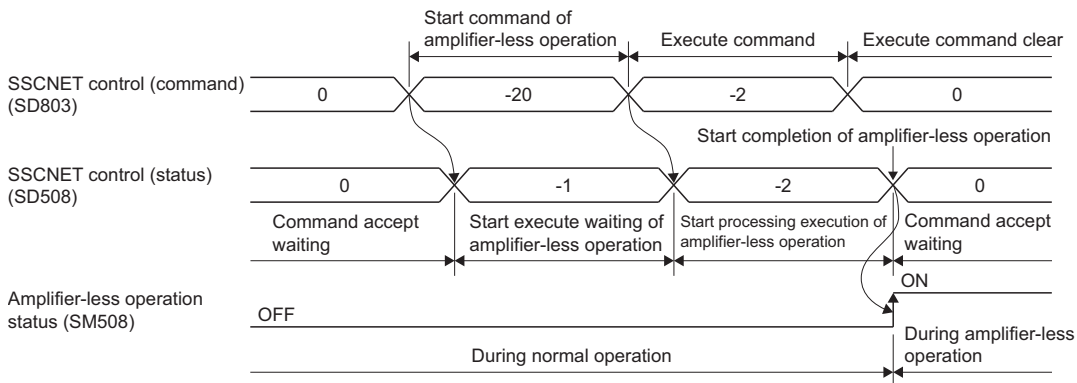 Start command of
amplifier-less operation
Execute command
Execute command clear
SSCNET control (command)
(SD803)
0
-20
-2
0
Start completion of amplifier-less operation
SSCNET control (status)
(SD508)
0
-1
-2
0
Command accept
waiting
Start execute waiting of
amplifier-less operation
Start processing execution of
amplifier-less operation
Command accept
waiting
ON
Amplifier-less operation
status (SM508)
OFF
During normal operation
During amplifier-less
operation